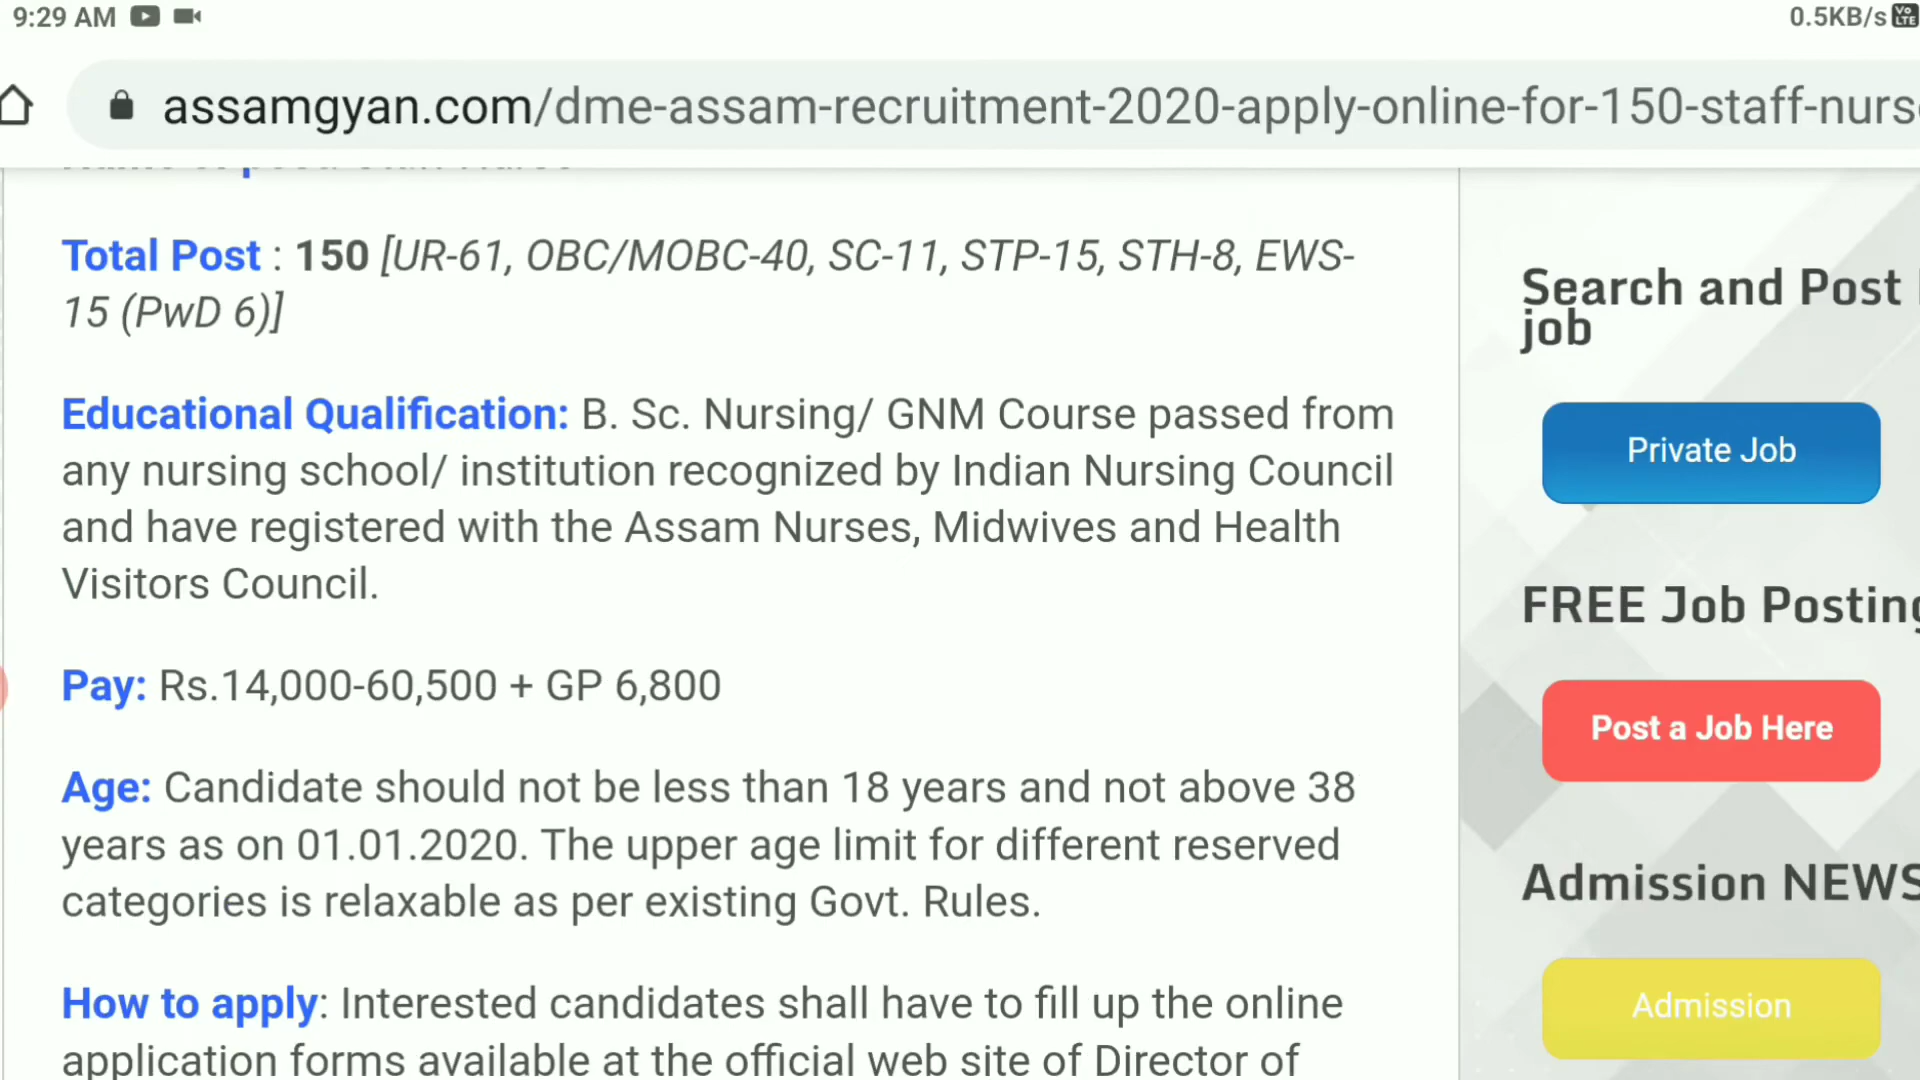 9:29 AM
0.5KB/s
Vo
LTE
assamgyan.com/dme-assam-recruitment-2020-apply-online-for-150-staff-nurs
Total Post : 150 [UR-61, OBC/MOBC-40, SC-11, STP-15, STH-8, EWS-
15 (PwD 6)]
Educational Qualification: B. Sc. Nursing/ GNM Course passed from
any nursing school/ institution recognized by Indian Nursing Council
and have registered with the Assam Nurses, Midwives and Health
Visitors Council.
Pay: Rs.14,000-60,500 + GP 6,800
Age: Candidate should not be less than 18 years and not above 38
years as on 01.01.2020. The upper age limit for different reserved
categories is relaxable as per existing Govt. Rules.
How to apply: Interested candidates shall have to fill up the online
application forms available at the official web site of Director of
Search and Post
job
Private Job
FREE Job Posting
Post a Job Here
Admission NEWS
Admission